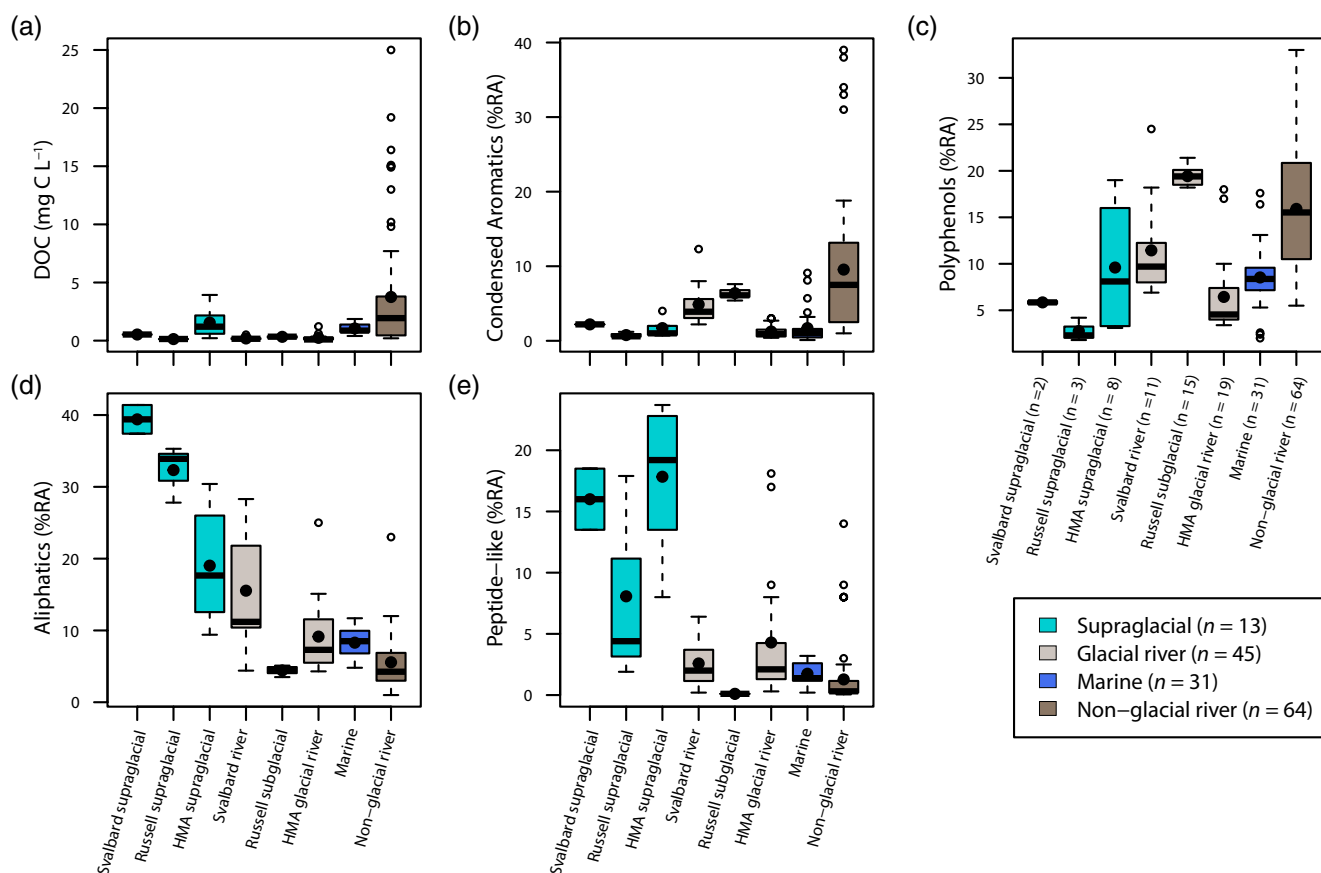 (a)
DOC (mg C L⁻¹)
25
20
15
10
5
0
(b)
Condensed Aromatics (%RA)
40
30
20
10
0
(c)
Polyphenols (%RA)
30
25
20
15
10
5
Svalbard supraglacial (n =2)
Russell supraglacial (n = 3)
HMA supraglacial (n = 8)
Svalbard river (n =11)
Russell subglacial (n = 15)
HMA glacial river (n = 19)
Marine (n = 31)
Non−glacial river (n = 64)
(d)
Aliphatics (%RA)
40
30
20
10
0
Svalbard supraglacial
Russell supraglacial
HMA supraglacial
Svalbard river
Russell subglacial
HMA glacial river
Marine
Non−glacial river
(e)
Peptide−like (%RA)
20
15
10
5
0
Svalbard supraglacial
Russell supraglacial
HMA supraglacial
Svalbard river
Russell subglacial
HMA glacial river
Marine
Non−glacial river
Supraglacial (n = 13)
Glacial river (n = 45)
Marine (n = 31)
Non−glacial river (n = 64)